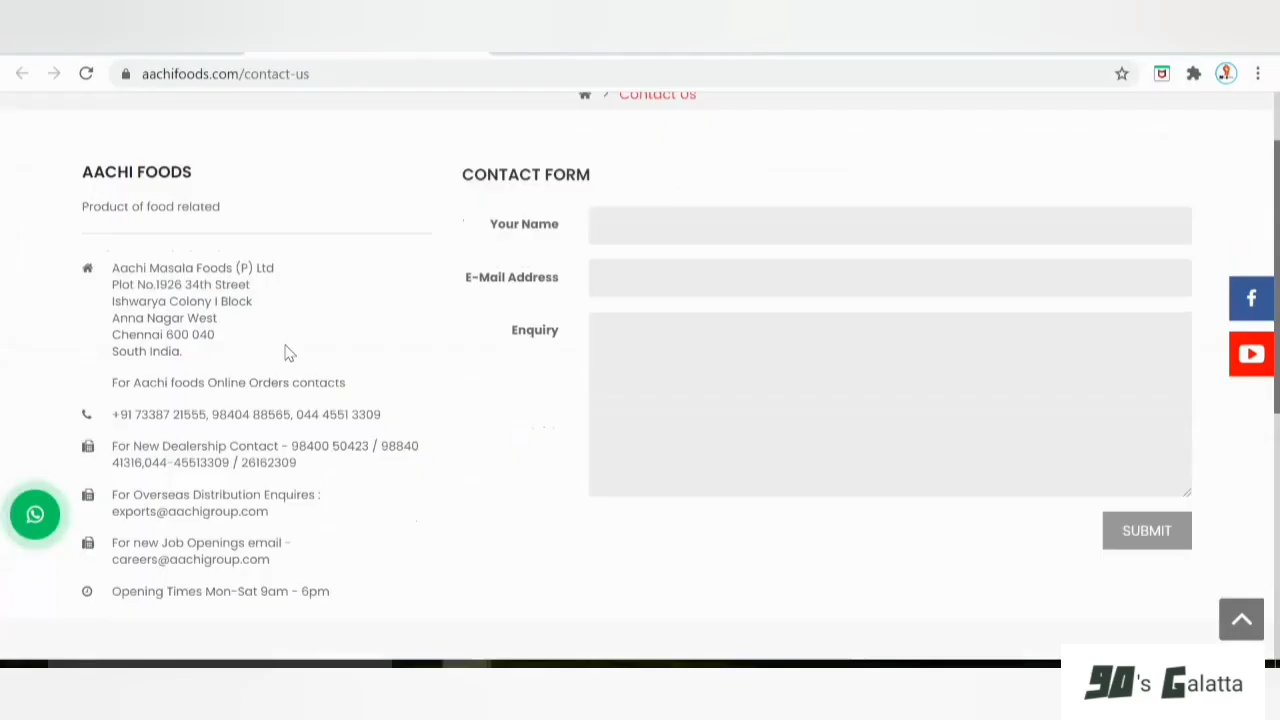 aachifoods.com/contact-us
Contact Us
AACHI FOODS
Product of food related
Aachi Masala Foods (P) Ltd
Plot No.1926 34th Street
Ishwarya Colony I Block
Anna Nagar West
Chennai 600 040
South India.
For Aachi foods Online Orders contacts
+91 73387 21555, 98404 88565, 044 4551 3309
For New Dealership Contact - 98400 50423 / 98840
41316,044-45513309 / 26162309
For Overseas Distribution Enquires :
exports@aachigroup.com
For new Job Openings email -
careers@aachigroup.com
Opening Times Mon-Sat 9am - 6pm
CONTACT FORM
Your Name
E-Mail Address
Enquiry
SUBMIT
90's Galatta